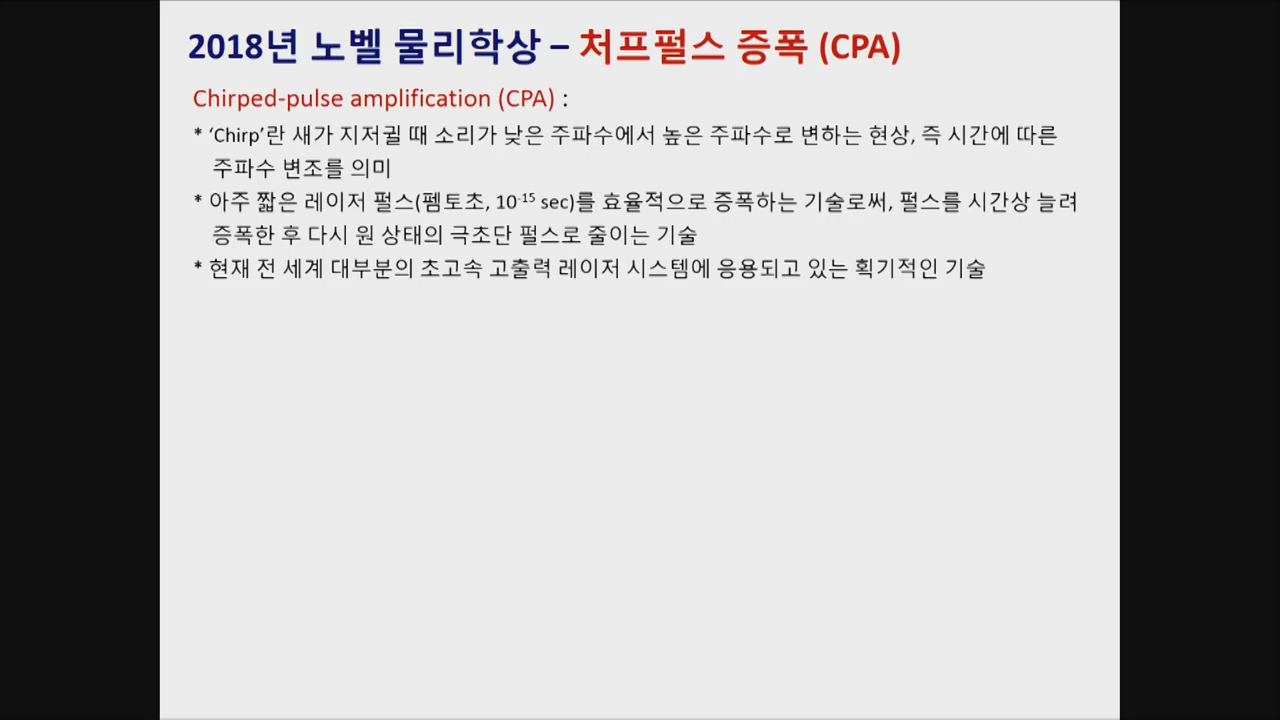 2018년 노벨 물리학상 – 처프펄스 증폭 (CPA)
Chirped-pulse amplification (CPA) :
* ‘Chirp’란 새가 지저귈 때 소리가 낮은 주파수에서 높은 주파수로 변하는 현상, 즉 시간에 따른
주파수 변조를 의미
* 아주 짧은 레이저 펄스(펨토초, 10⁻¹⁵ sec)를 효율적으로 증폭하는 기술로써, 펄스를 시간상 늘려
증폭한 후 다시 원 상태의 극초단 펄스로 줄이는 기술
* 현재 전 세계 대부분의 초고속 고출력 레이저 시스템에 응용되고 있는 획기적인 기술